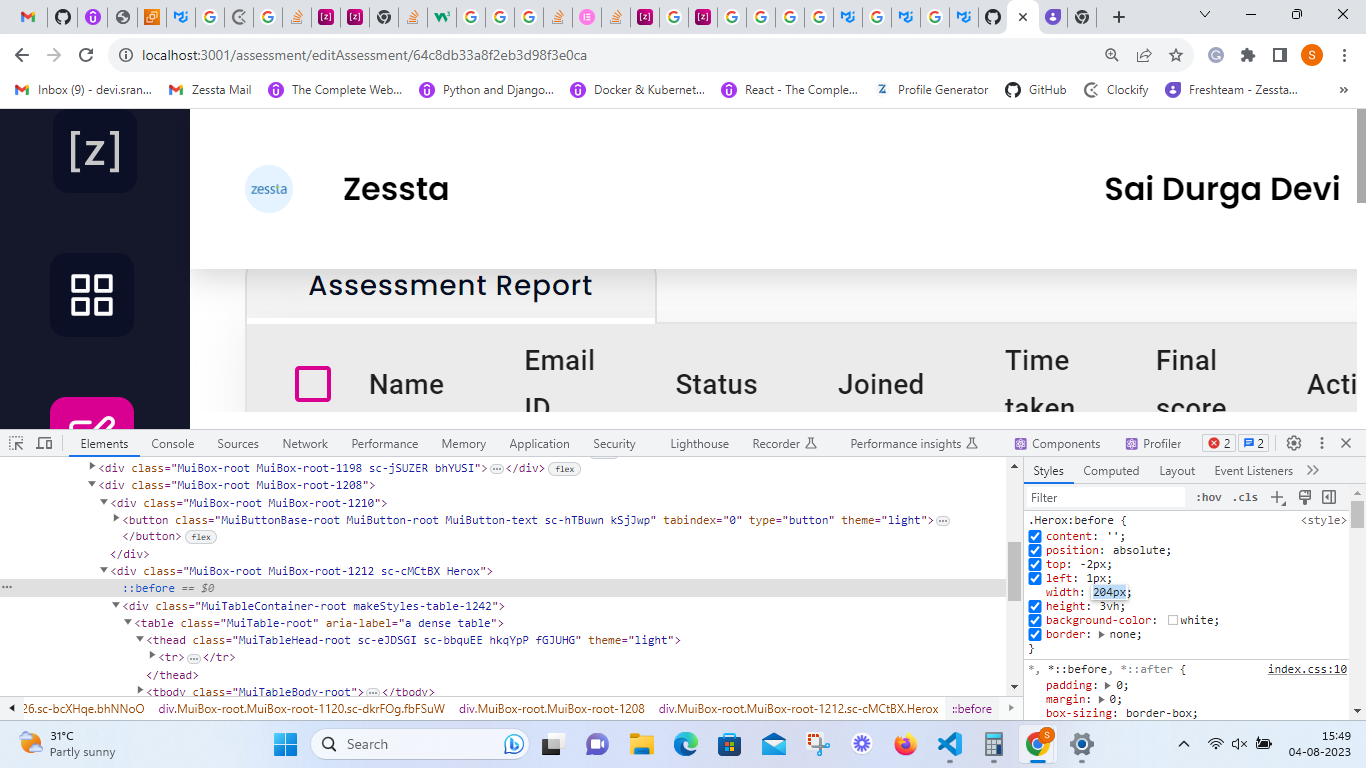 localhost:3001/assessment/editAssessment/64c8db33a8f2eb3d98f3e0ca
S
Inbox (9) - devi.sran...
Zessta Mail
The Complete Web...
Python and Django...
Docker & Kubernet...
React - The Comple...
Profile Generator
GitHub
Clockify
Freshteam - Zessta...
»
[z]
zessta
Zessta
Sai Durga Devi
Assessment Report
Name
Email ID
Status
Joined
Time taken
Final score
Acti
Elements
Console
Sources
Network
Performance
Memory
Application
Security
Lighthouse
Recorder
Performance insights
Components
Profiler
2
2
<div class="MuiBox-root MuiBox-root-1198 sc-jSUZER bhYUSI">…</div> flex
<div class="MuiBox-root MuiBox-root-1208">
<div class="MuiBox-root MuiBox-root-1210">
<button class="MuiButtonBase-root MuiButton-root MuiButton-text sc-hTBuwn kSjJwp" tabindex="0" type="button" theme="light">…
</button> flex
</div>
<div class="MuiBox-root MuiBox-root-1212 sc-cMCtBX Herox">
::before == $0
<div class="MuiTableContainer-root makeStyles-table-1242">
<table class="MuiTable-root" aria-label="a dense table">
<thead class="MuiTableHead-root sc-eJDSGI sc-bbquEE hkqYpP fGJUHG" theme="light">
<tr>…</tr>
</thead>
<tbody class="MuiTableBody-root">…</tbody>
26.sc-bcXHqe.bhNNoO
div.MuiBox-root.MuiBox-root-1120.sc-dkrFOg.fbFSuW
div.MuiBox-root.MuiBox-root-1208
div.MuiBox-root.MuiBox-root-1212.sc-cMCtBX.Herox
::before
Styles
Computed
Layout
Event Listeners
»
Filter
:hov
.cls
.Herox:before {
<style>
content: '';
position: absolute;
top: -2px;
left: 1px;
width: 204px;
height: 3vh;
background-color: white;
border: none;
}
*, *::before, *::after {
index.css:10
padding: 0;
margin: 0;
box-sizing: border-box;
31°C
Partly sunny
Search
S
15:49
04-08-2023